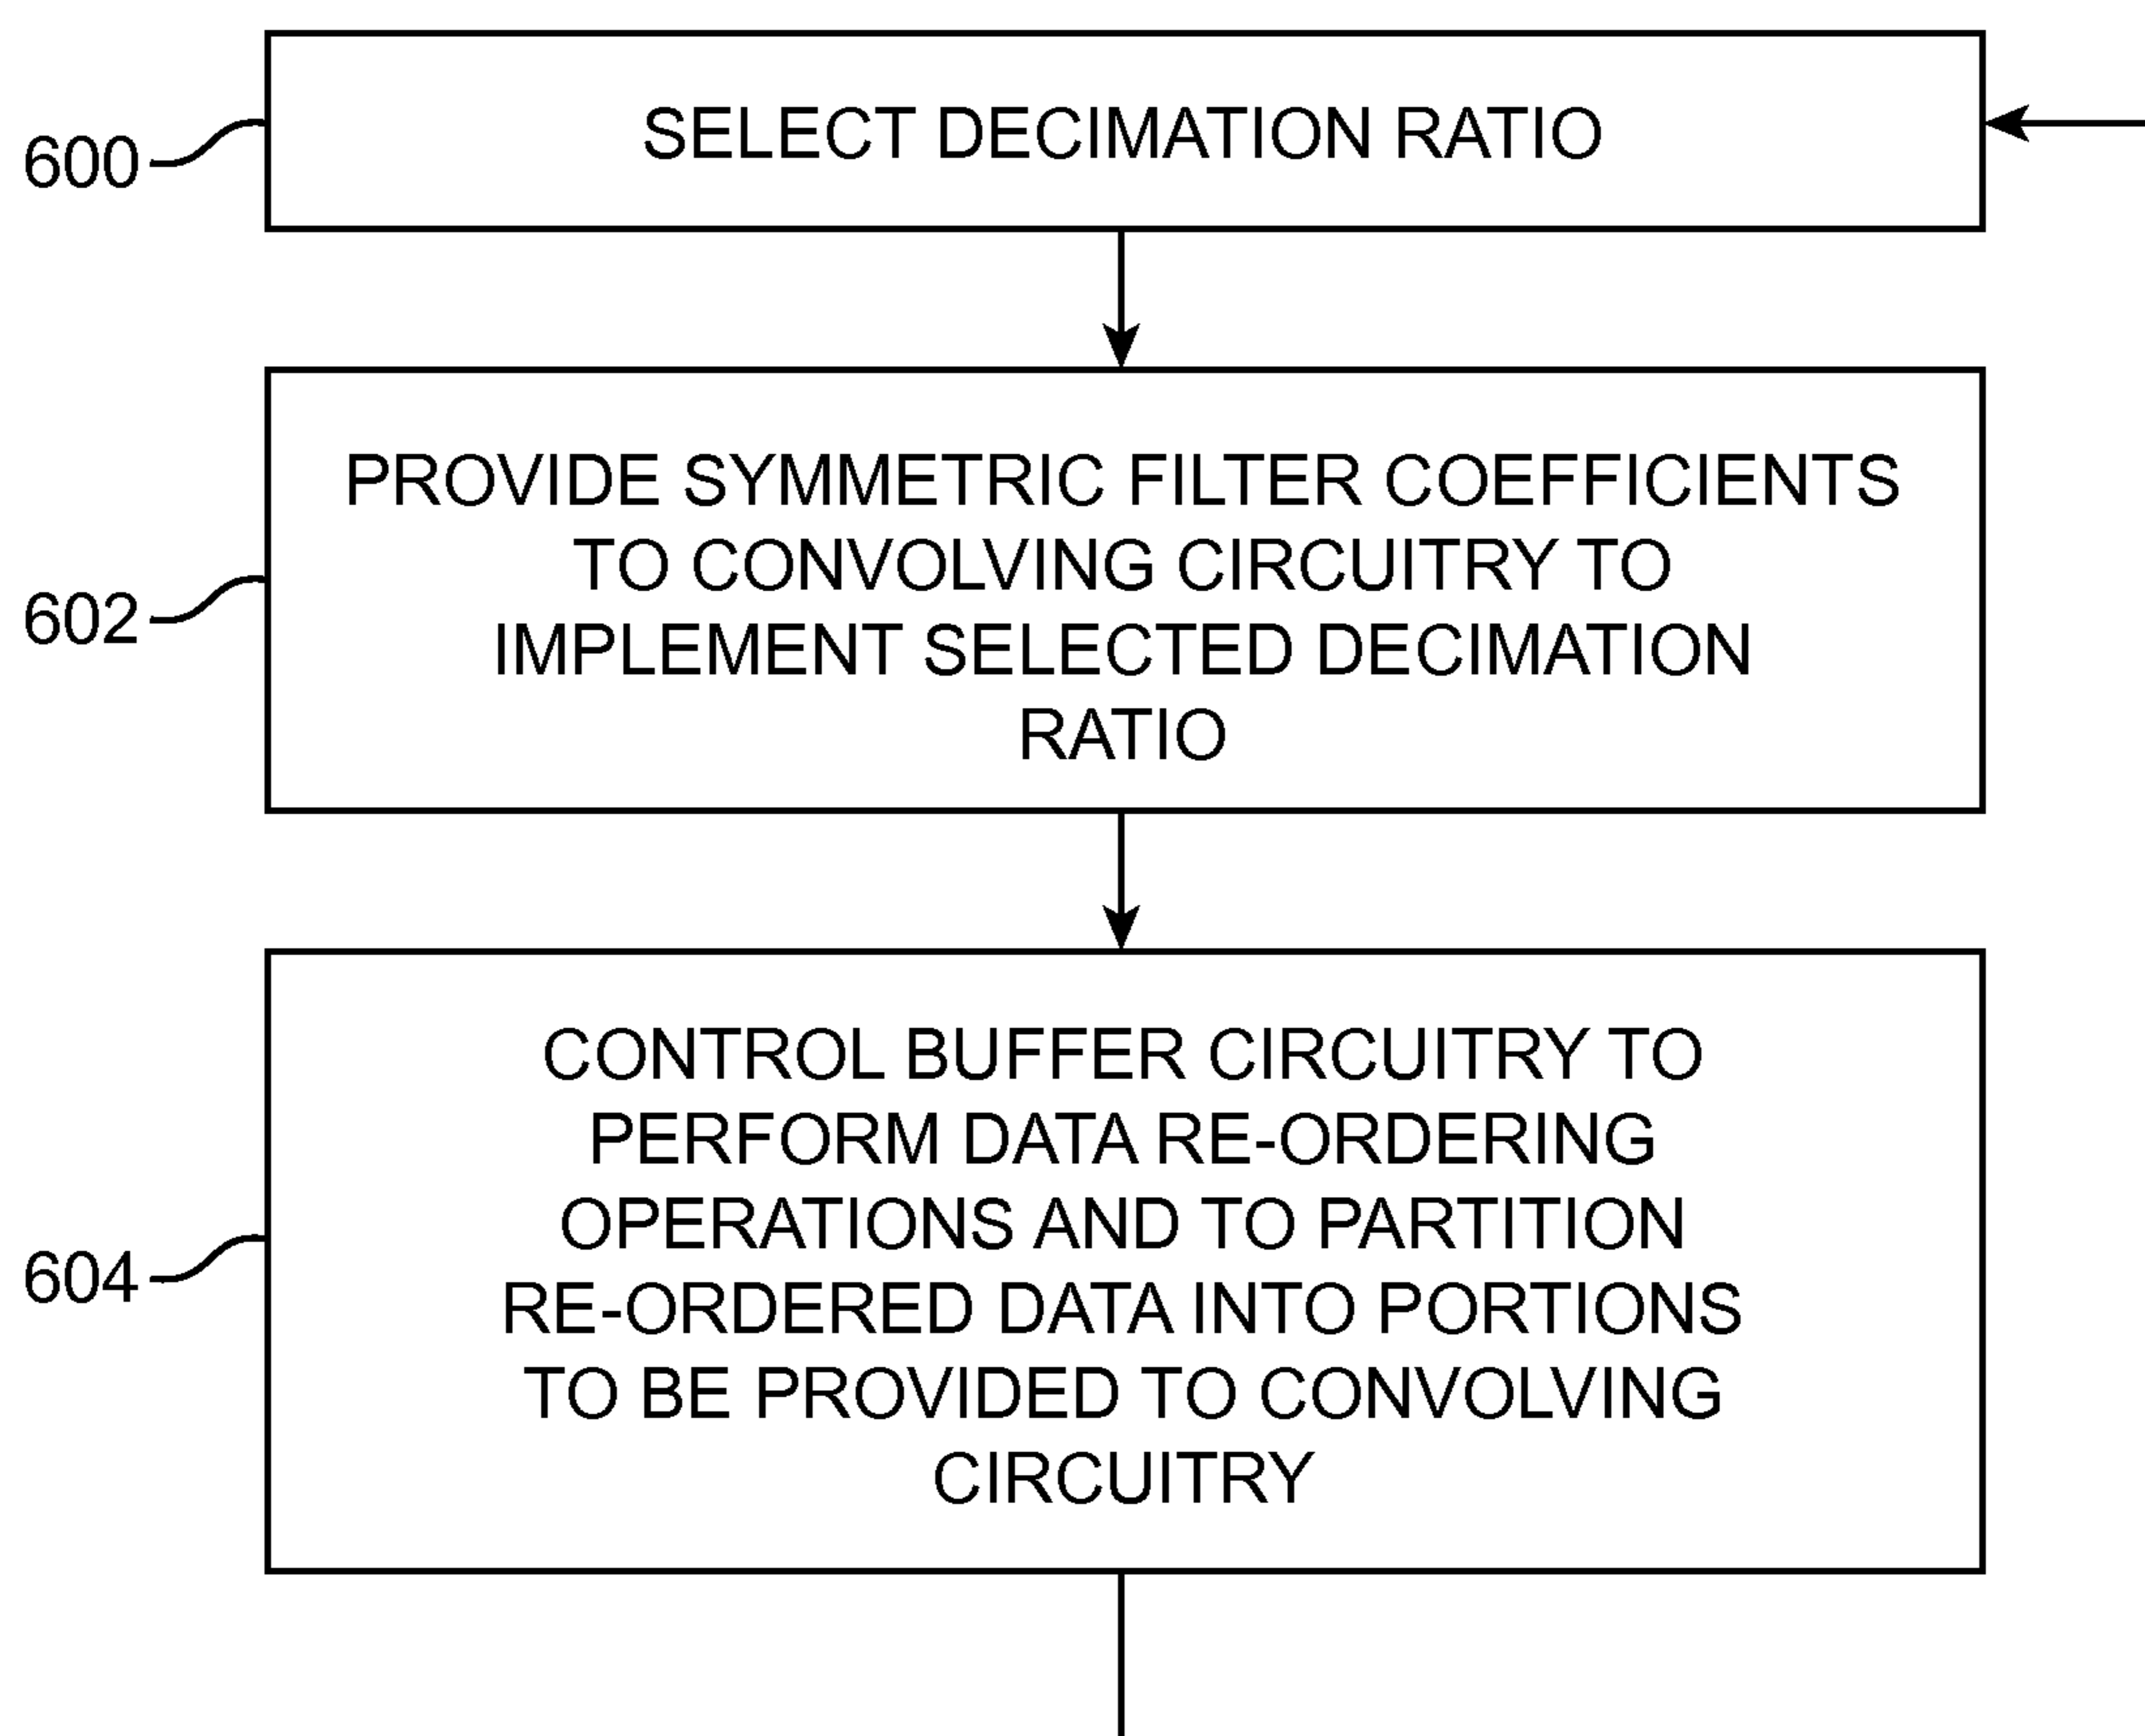 600
SELECT DECIMATION RATIO
602
PROVIDE SYMMETRIC FILTER COEFFICIENTS
TO CONVOLVING CIRCUITRY TO
IMPLEMENT SELECTED DECIMATION
RATIO
604
CONTROL BUFFER CIRCUITRY TO
PERFORM DATA RE-ORDERING
OPERATIONS AND TO PARTITION
RE-ORDERED DATA INTO PORTIONS
TO BE PROVIDED TO CONVOLVING
CIRCUITRY